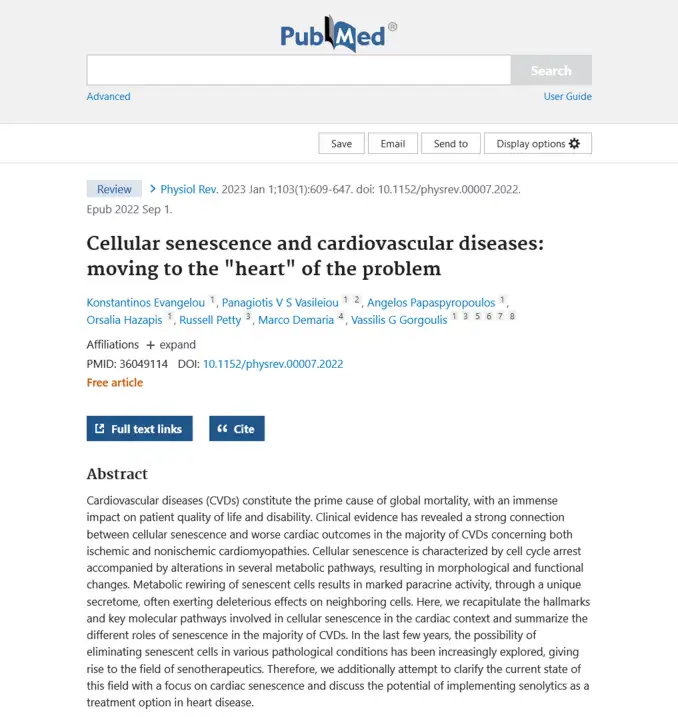 PubMed®
Search
Advanced
User Guide
Save
Email
Send to
Display options
Review
Physiol Rev. 2023 Jan 1;103(1):609-647. doi: 10.1152/physrev.00007.2022.
Epub 2022 Sep 1.
Cellular senescence and cardiovascular diseases:
moving to the "heart" of the problem
Konstantinos Evangelou 1, Panagiotis V S Vasileiou 1 2, Angelos Papaspyropoulos 1,
Orsalia Hazapis 1, Russell Petty 3, Marco Demaria 4, Vassilis G Gorgoulis 1 3 5 6 7 8
Affiliations + expand
PMID: 36049114 DOI: 10.1152/physrev.00007.2022
Free article
Full text links
Cite
Abstract
Cardiovascular diseases (CVDs) constitute the prime cause of global mortality, with an immense
impact on patient quality of life and disability. Clinical evidence has revealed a strong connection
between cellular senescence and worse cardiac outcomes in the majority of CVDs concerning both
ischemic and nonischemic cardiomyopathies. Cellular senescence is characterized by cell cycle arrest
accompanied by alterations in several metabolic pathways, resulting in morphological and functional
changes. Metabolic rewiring of senescent cells results in marked paracrine activity, through a unique
secretome, often exerting deleterious effects on neighboring cells. Here, we recapitulate the hallmarks
and key molecular pathways involved in cellular senescence in the cardiac context and summarize the
different roles of senescence in the majority of CVDs. In the last few years, the possibility of
eliminating senescent cells in various pathological conditions has been increasingly explored, giving
rise to the field of senotherapeutics. Therefore, we additionally attempt to clarify the current state of
this field with a focus on cardiac senescence and discuss the potential of implementing senolytics as a
treatment option in heart disease.